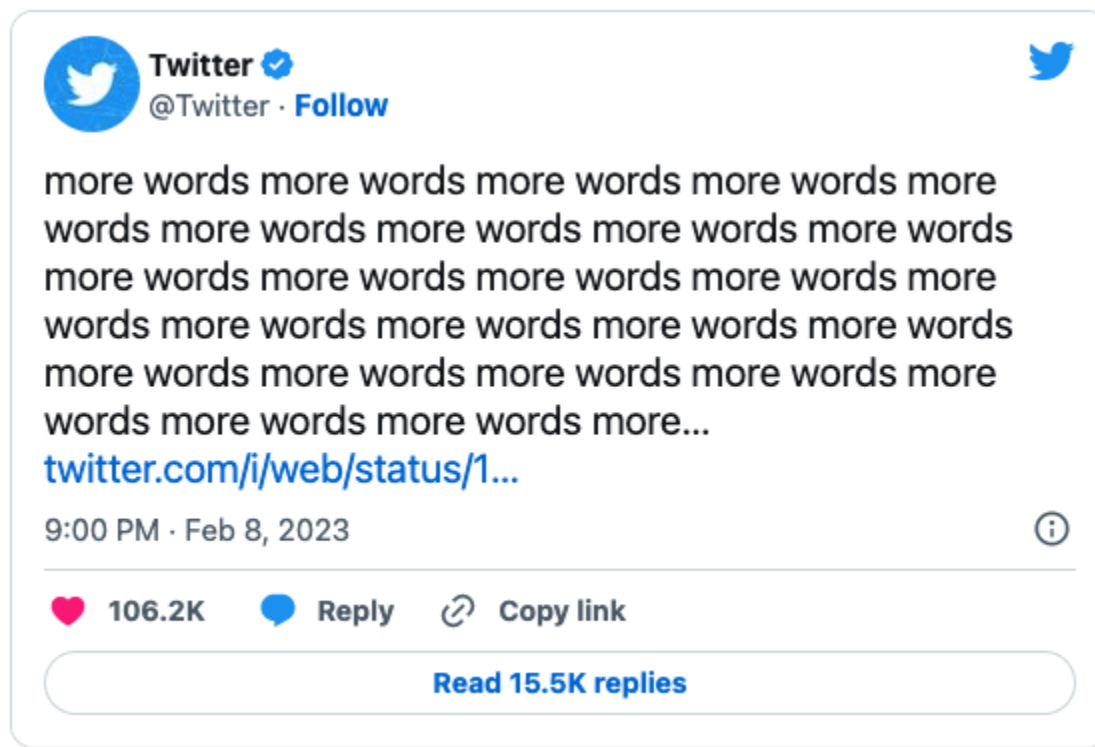 Twitter
@Twitter · Follow
more words more words more words more words more
words more words more words more words more words
more words more words more words more words more
words more words more words more words more words
more words more words more words more words more
words more words more words more...
twitter.com/i/web/status/1...
9:00 PM · Feb 8, 2023
106.2K Reply Copy link
Read 15.5K replies